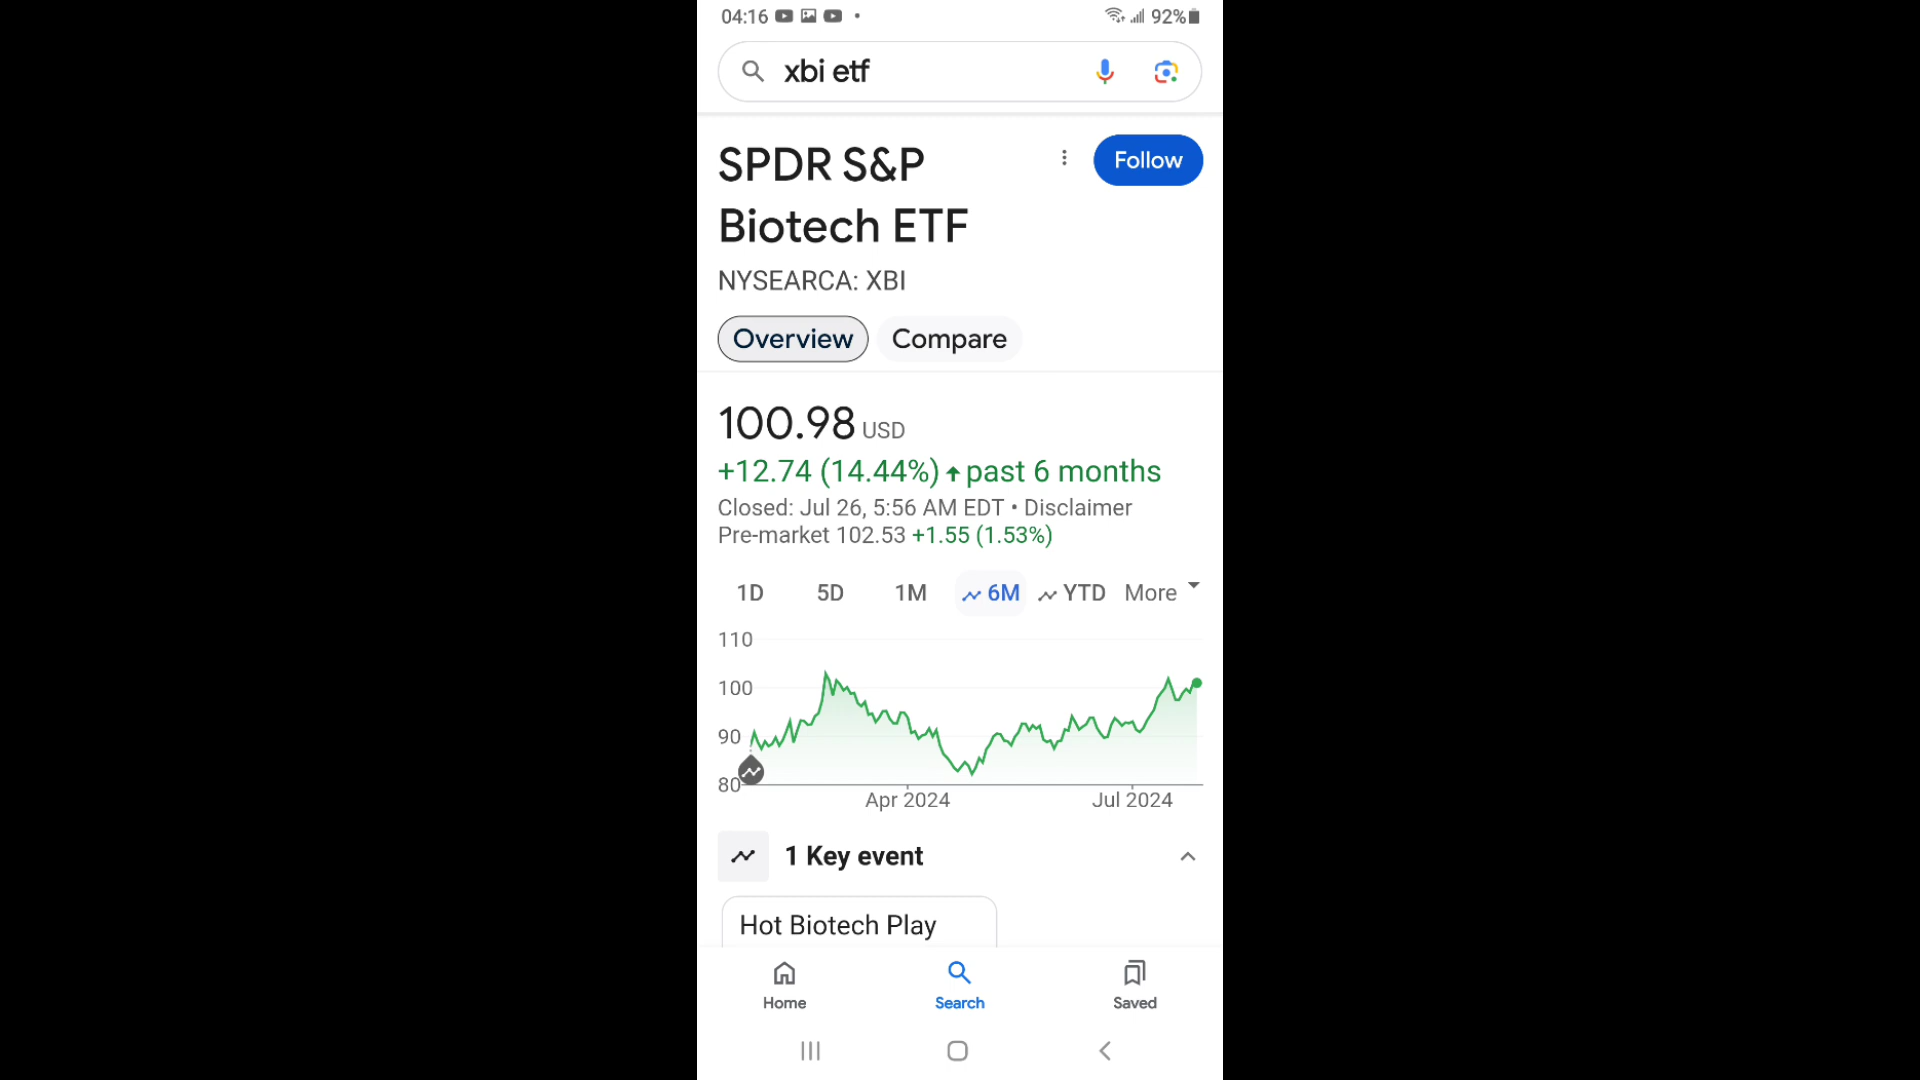 04:16
92%
xbi etf
SPDR S&P
Follow
Biotech ETF
NYSEARCA: XBI
Overview
Compare
100.98 USD
+12.74 (14.44%) past 6 months
Closed: Jul 26, 5:56 AM EDT • Disclaimer
Pre-market 102.53 +1.55 (1.53%)
1D 5D 1M 6M YTD More
110
100
90
80
Apr 2024
Jul 2024
1 Key event
Hot Biotech Play
Home
Search
Saved